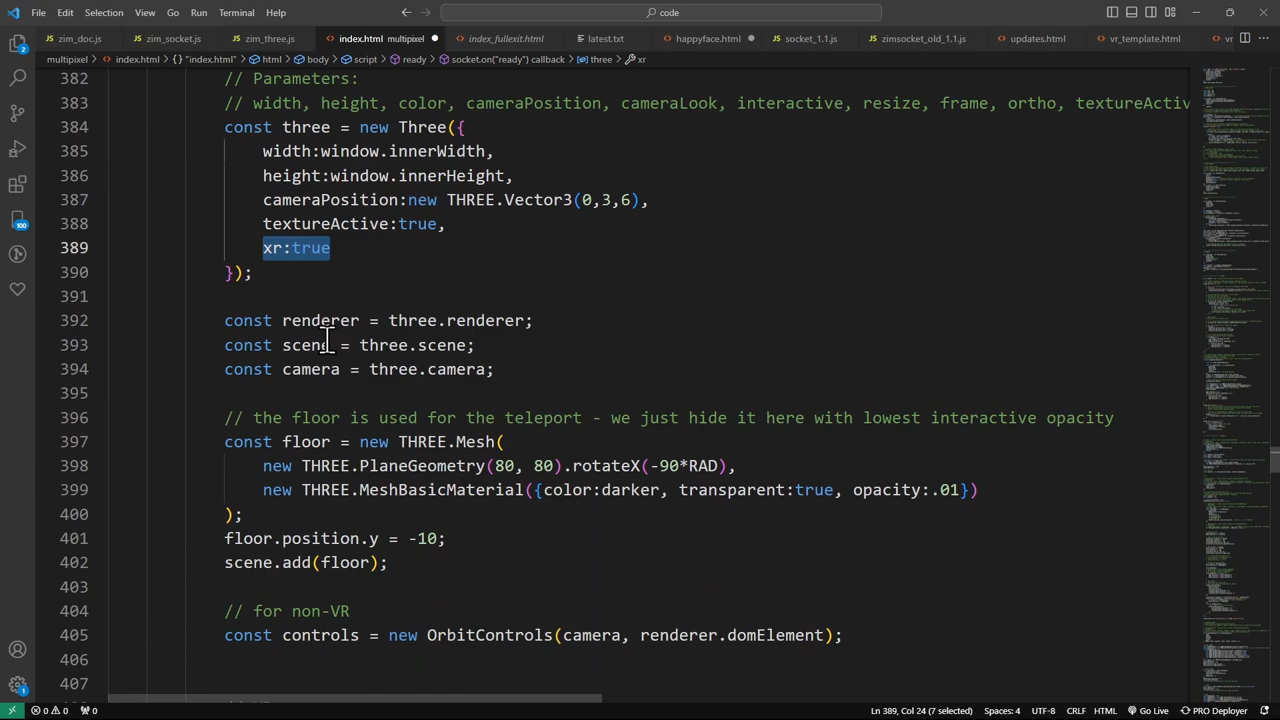 File Edit Selection View Go Run Terminal Help
code
zim_doc.js zim_socket.js zim_three.js index.html multipixel index_fullexit.html latest.txt happyface.html socket_1.1.js zimsocket_old_1.1.js updates.html vr_template.html vr
multipixel > index.html > {} "index.html" > html > body > script > ready > socket.on("ready") callback > three > xr
382 // Parameters:
383 // width, height, color, cameraPosition, cameraLook, interactive, resize, frame, ortho, textureActiv
384 const three = new Three({
385 width:window.innerWidth,
386 height:window.innerHeight,
387 cameraPosition:new THREE.Vector3(0,3,6),
388 textureActive:true,
389 xr:true
390 });
391
392 const renderer = three.renderer;
393 const scene = three.scene;
394 const camera = three.camera;
395
396 // the floor is used for the teleport - we just hide it here with lowest interactive opacity
397 const floor = new THREE.Mesh(
398 new THREE.PlaneGeometry(80, 80).rotateX(-90*RAD),
399 new THREE.MeshBasicMaterial ({color:darker, transparent:true, opacity:.01})
400 );
401 floor.position.y = -10;
402 scene.add(floor);
403
404 // for non-VR
405 const controls = new OrbitControls(camera, renderer.domElement);
406
2
100
1
0 0 0 Ln 389, Col 24 (7 selected) Spaces: 4 UTF-8 CRLF HTML Go Live PRO Deployer